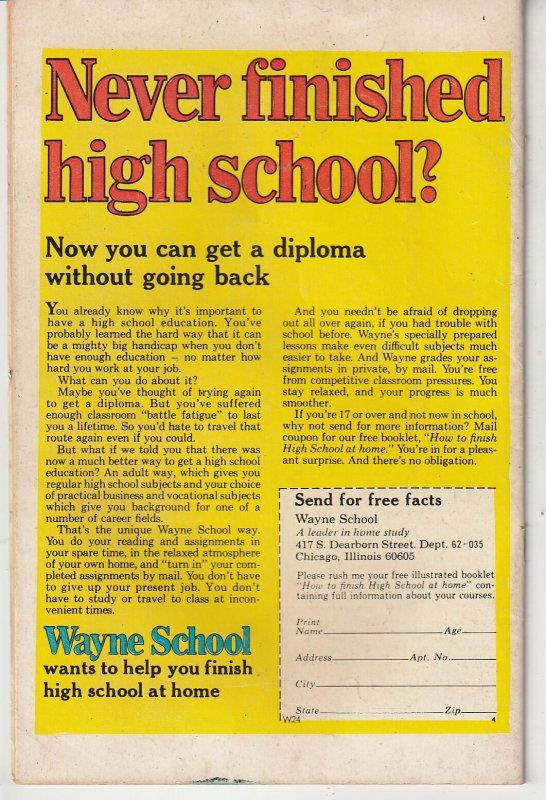 Never finished
high school?
Now you can get a diploma
without going back
You already know why it's important to
have a high school education. You've
probably learned the hard way that it can
be a mighty big handicap when you don't
have enough education – no matter how
hard you work at your job.
What can you do about it?
Maybe you've thought of trying again
to get a diploma. But you've suffered
enough classroom "battle fatigue" to last
you a lifetime. So you'd hate to travel that
route again even if you could.
But what if we told you that there was
now a much better way to get a high school
education? An adult way, which gives you
regular high school subjects and your choice
of practical business and vocational subjects
which give you background for one of a
number of career fields.
That's the unique Wayne School way.
You do your reading and assignments in
your spare time, in the relaxed atmosphere
of your own home, and "turn in" your com-
pleted assignments by mail. You don't have
to give up your present job. You don't
have to study or travel to class at incon-
venient times.
Wayne School
wants to help you finish
high school at home
And you needn't be afraid of dropping
out all over again, if you had trouble with
school before. Wayne's specially prepared
lessons make even difficult subjects much
easier to take. And Wayne grades your as-
signments in private, by mail. You're free
from competitive classroom pressures. You
stay relaxed, and your progress is much
smoother.
If you're 17 or over and not now in school,
why not send for more information? Mail
coupon for our free booklet, "How to finish
High School at home." You're in for a pleas-
ant surprise. And there's no obligation.
Send for free facts
Wayne School
A leader in home study
417 S. Dearborn Street. Dept. 62-035
Chicago, Illinois 60605
Please rush me your free illustrated booklet
"How to finish High School at home" con-
taining full information about your courses.
Print
Name Age
Address Apt. No.
City
State Zip
W24 4